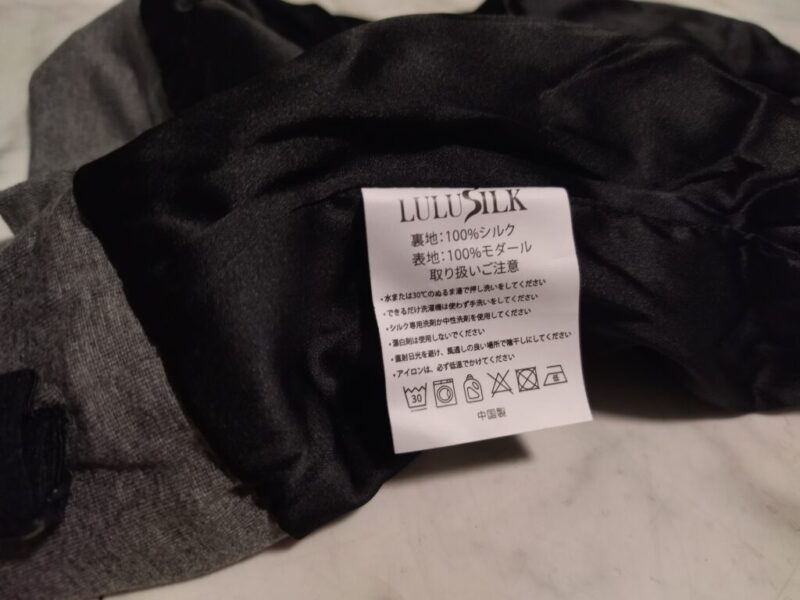 LULUSILK
裏地：100%シルク
表地：100%モダール
取り扱いご注意
・水または30℃のぬるま湯で押し洗いをしてください
・できるだけ洗濯機は使わず手洗いをしてください
・シルク専用洗剤か中性洗剤を使用してください
・漂白剤は使用しないでください
・直射日光を避け、風通しの良い場所で陰干しにしてください
・アイロンは、必ず低温でかけてください
30
低
中国製